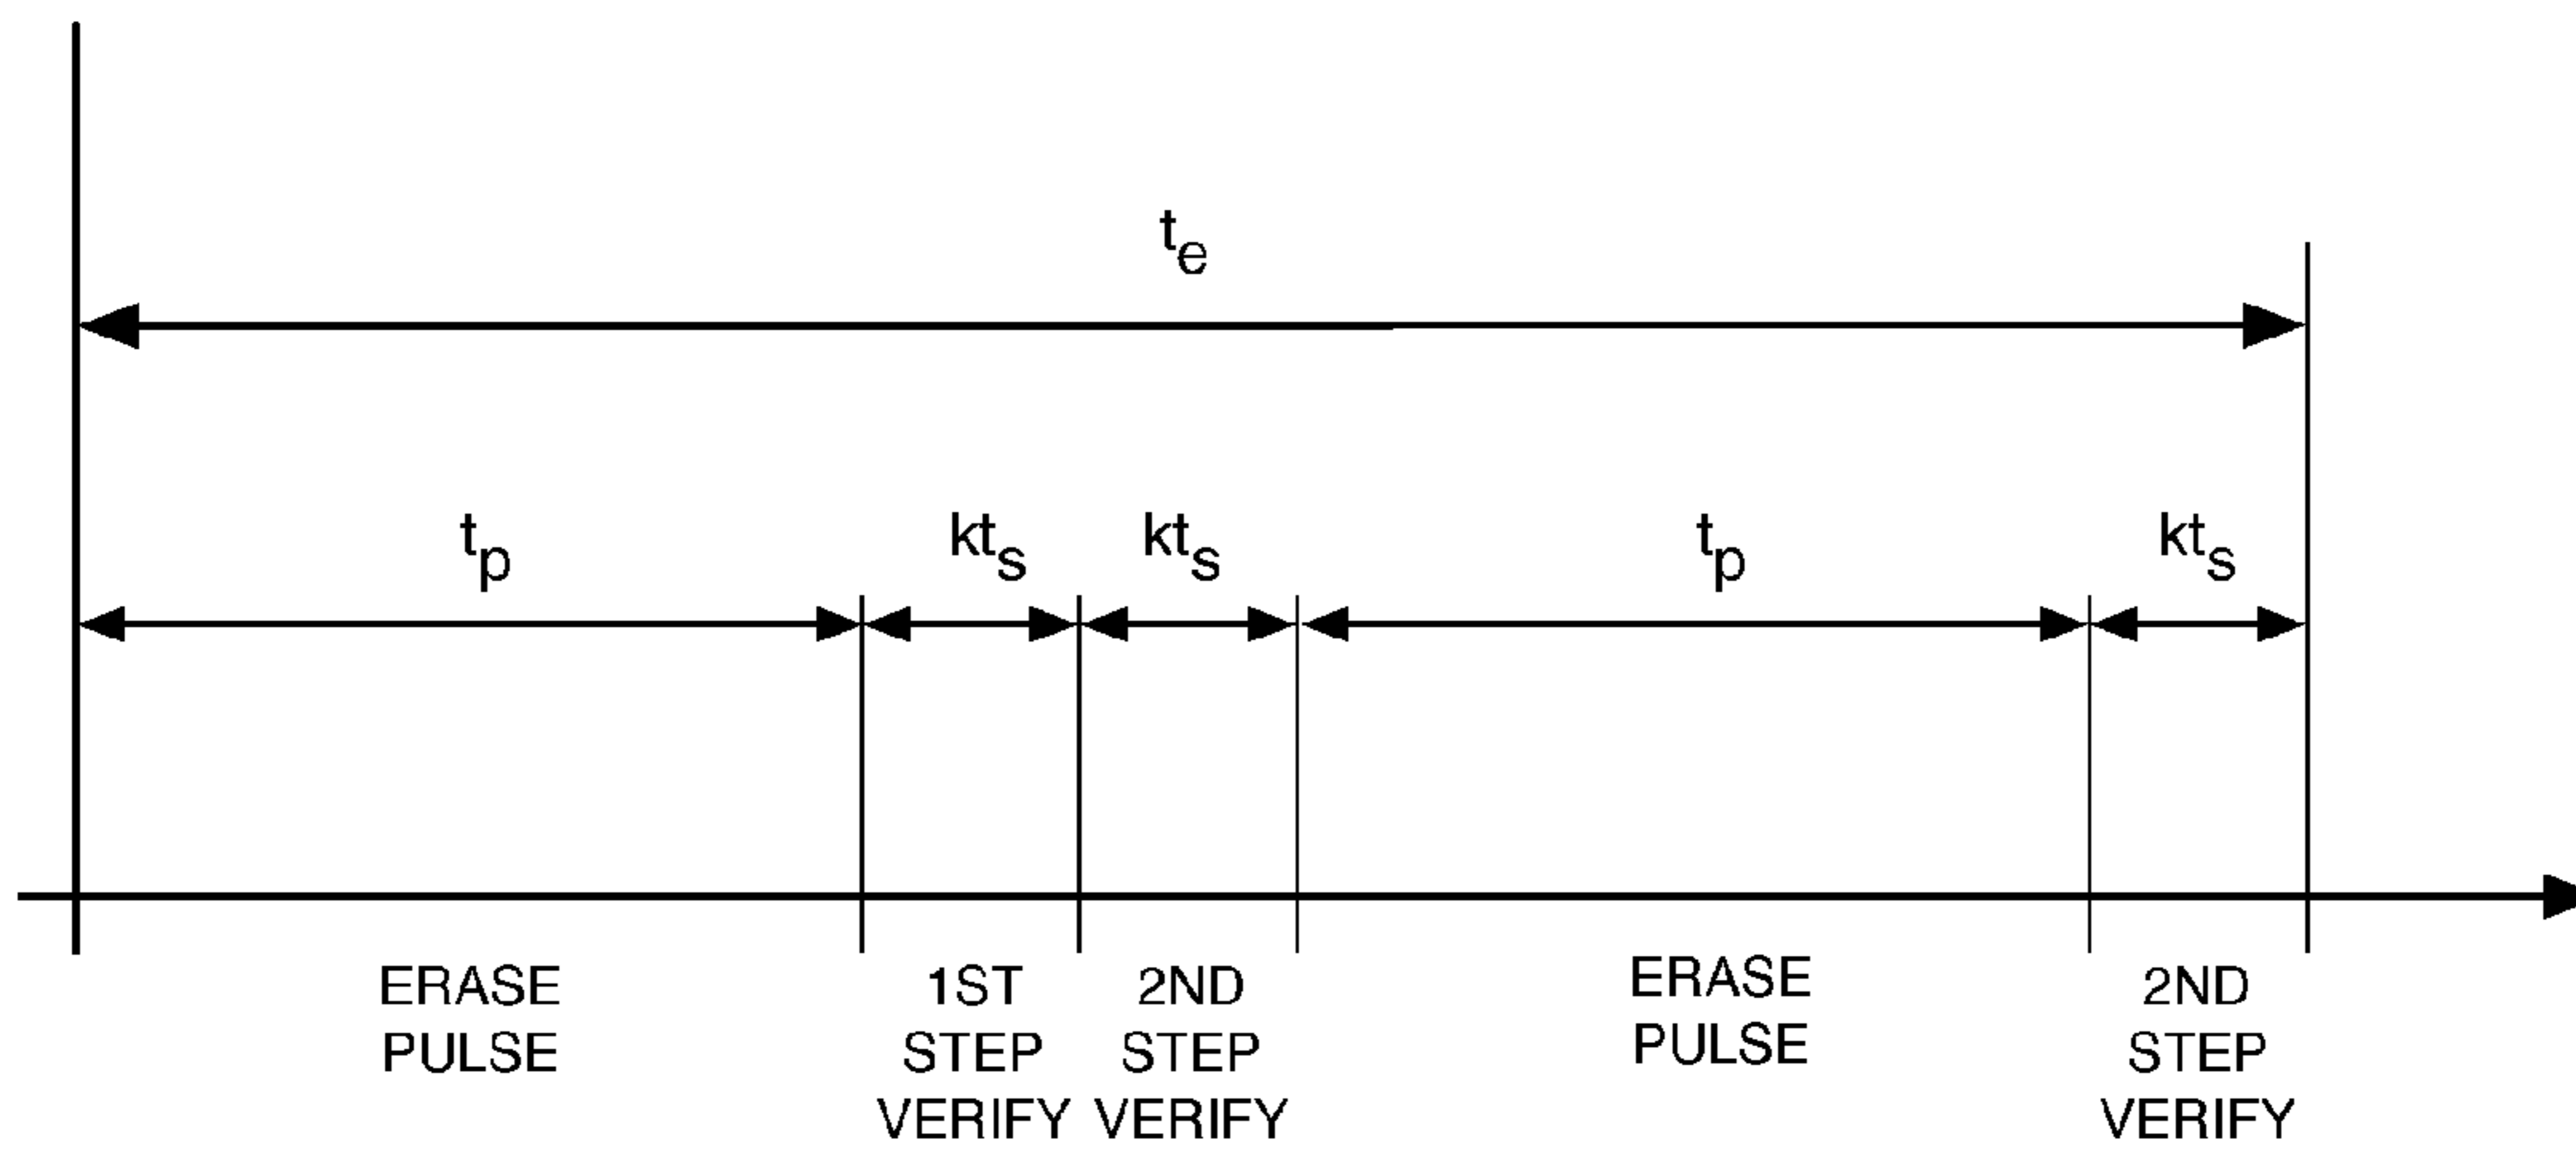 te
tp
kts
kts
tp
kts
ERASE
PULSE
1ST
STEP
VERIFY
2ND
STEP
VERIFY
ERASE
PULSE
2ND
STEP
VERIFY